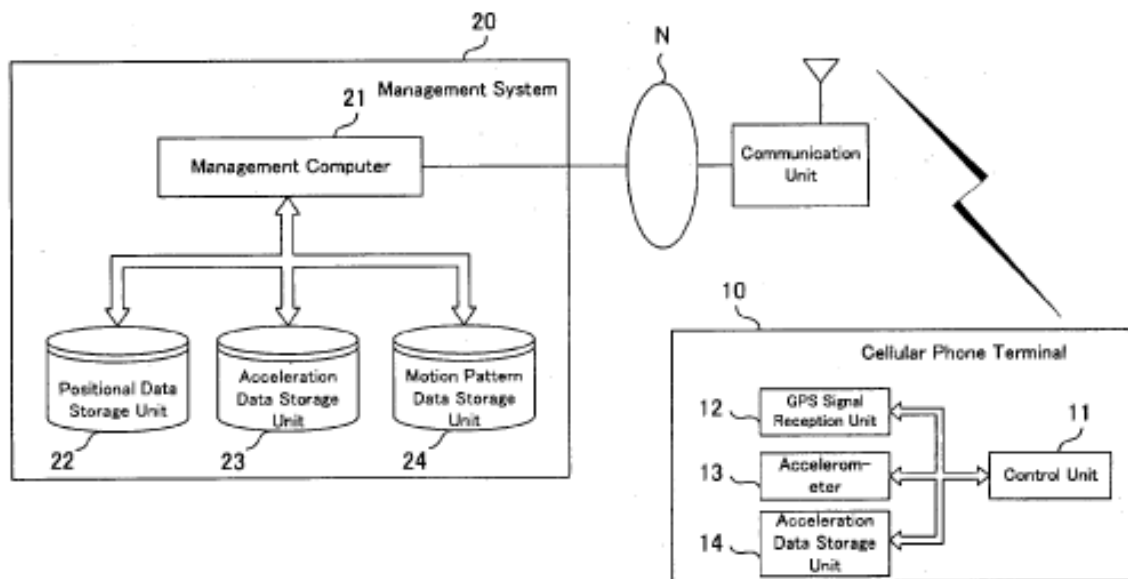 20
Management System
21
Management Computer
N
Communication
Unit
Positional Data
Storage Unit
22
Acceleration
Data Storage
Unit
23
Motion Pattern
Data Storage
Unit
24
10
Cellular Phone Terminal
12
GPS Signal
Reception Unit
11
Control Unit
13
Accelerom-
eter
14
Acceleration
Data Storage
Unit